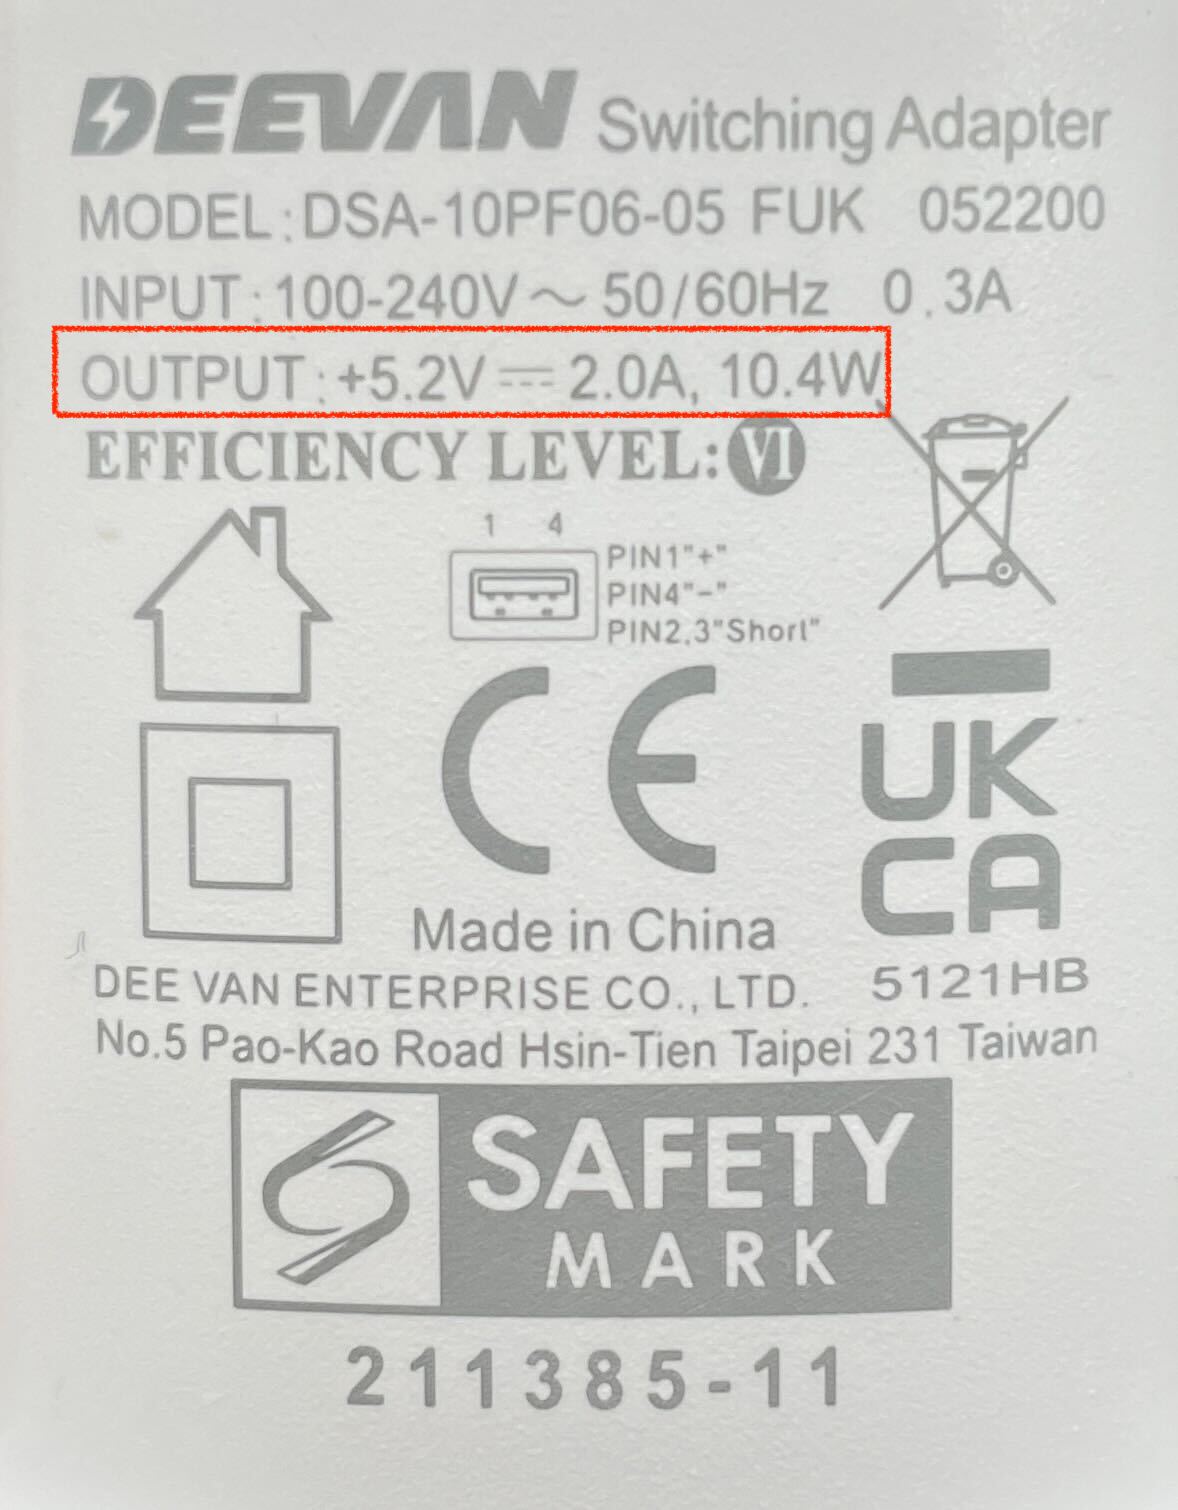 DEEVAN Switching Adapter
MODEL:DSA-10PF06-05 FUK 052200
INPUT:100-240V～50/60Hz 0.3A
OUTPUT:+5.2V⎓2.0A, 10.4W
EFFICIENCY LEVEL:VI
1 4
PIN1"+"
PIN4"-"
PIN2,3"Short"
CE
UK
CA
Made in China
DEE VAN ENTERPRISE CO., LTD. 5121HB
No.5 Pao-Kao Road Hsin-Tien Taipei 231 Taiwan
SAFETY
MARK
211385-11